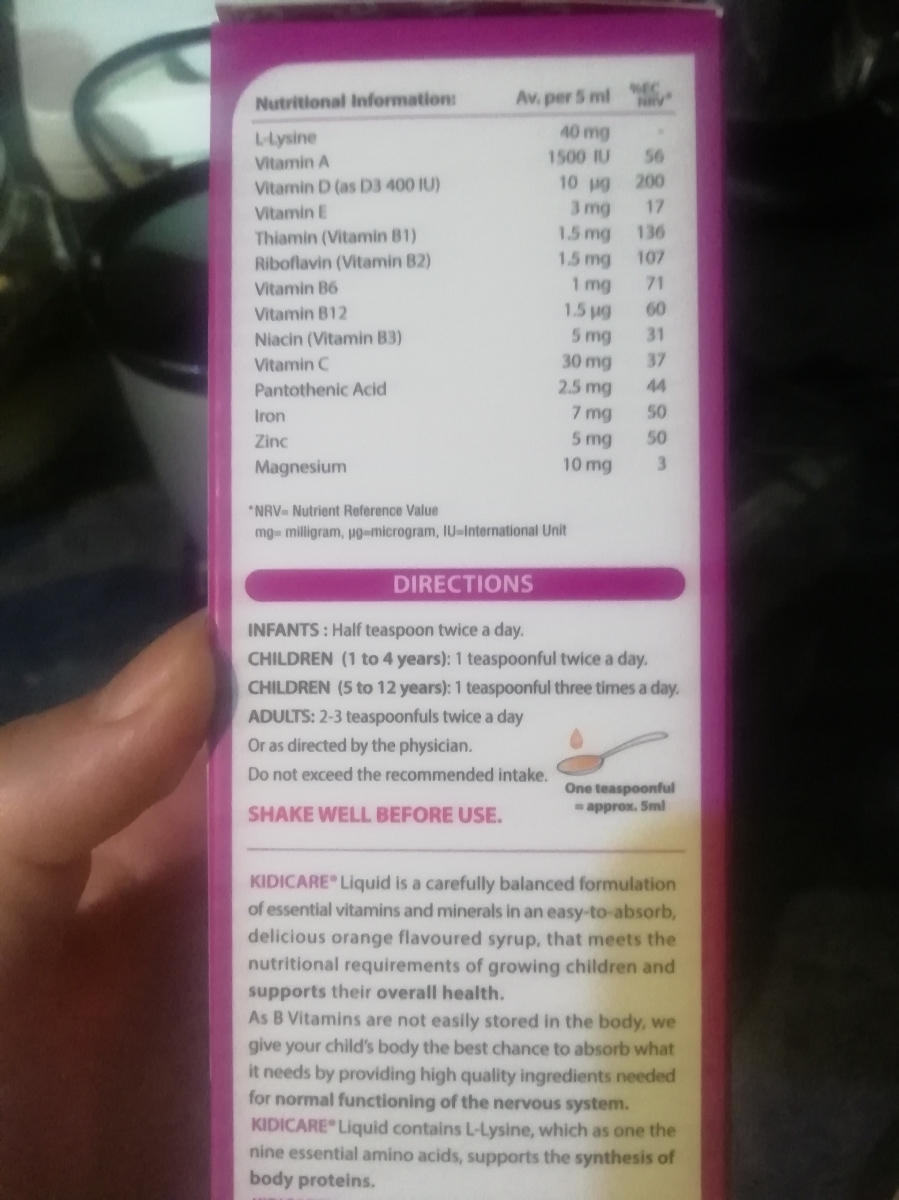 Nutritional Information: Av. per 5 ml %EC NRV*
L-Lysine 40 mg -
Vitamin A 1500 IU 56
Vitamin D (as D3 400 IU) 10 µg 200
Vitamin E 3 mg 17
Thiamin (Vitamin B1) 1.5 mg 136
Riboflavin (Vitamin B2) 1.5 mg 107
Vitamin B6 1 mg 71
Vitamin B12 1.5 µg 60
Niacin (Vitamin B3) 5 mg 31
Vitamin C 30 mg 37
Pantothenic Acid 2.5 mg 44
Iron 7 mg 50
Zinc 5 mg 50
Magnesium 10 mg 3
*NRV= Nutrient Reference Value
mg= milligram, µg=microgram, IU=International Unit
DIRECTIONS
INFANTS : Half teaspoon twice a day.
CHILDREN (1 to 4 years): 1 teaspoonful twice a day.
CHILDREN (5 to 12 years): 1 teaspoonful three times a day.
ADULTS: 2-3 teaspoonfuls twice a day
Or as directed by the physician.
Do not exceed the recommended intake.
One teaspoonful
= approx. 5ml
SHAKE WELL BEFORE USE.
KIDICARE® Liquid is a carefully balanced formulation
of essential vitamins and minerals in an easy-to-absorb,
delicious orange flavoured syrup, that meets the
nutritional requirements of growing children and
supports their overall health.
As B Vitamins are not easily stored in the body, we
give your child's body the best chance to absorb what
it needs by providing high quality ingredients needed
for normal functioning of the nervous system.
KIDICARE® Liquid contains L-Lysine, which as one the
nine essential amino acids, supports the synthesis of
body proteins.